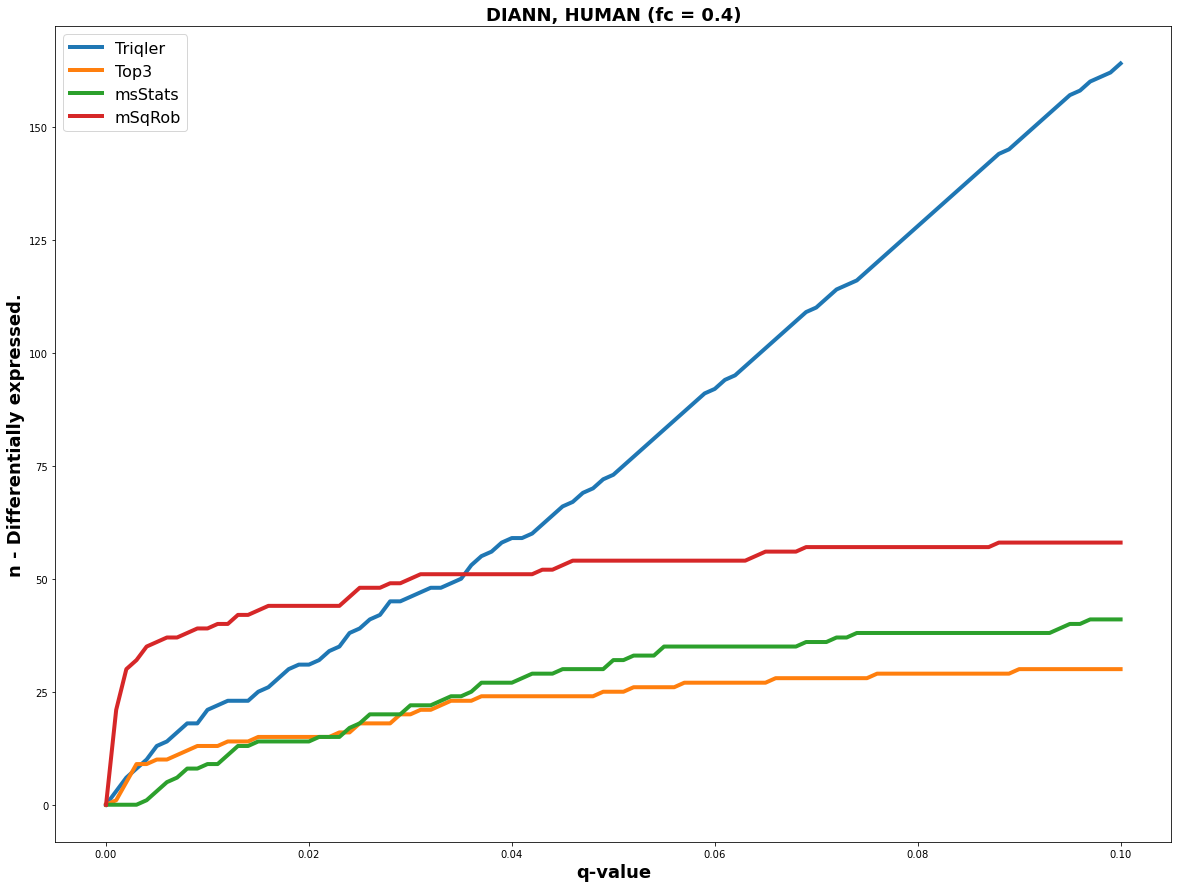 DIANN, HUMAN (fc = 0.4)
Triqler
Top3
msStats
mSqRob
n - Differentially expressed.
150
125
100
75
50
25
0
0.00 0.02 0.04 0.06 0.08 0.10
q-value